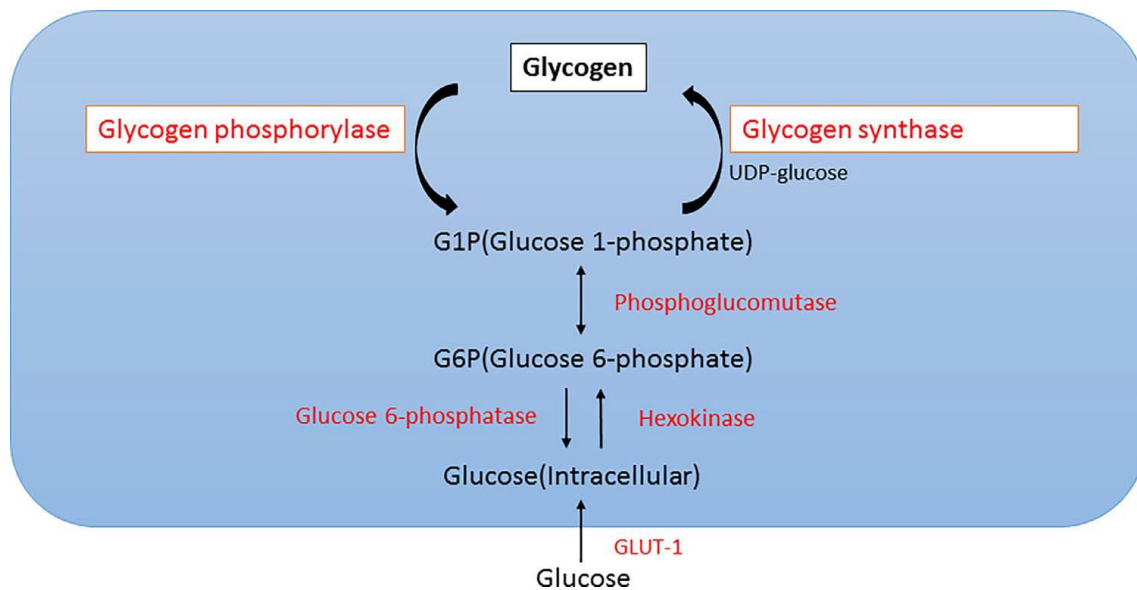 Glycogen
Glycogen phosphorylase
Glycogen synthase
UDP-glucose
G1P(Glucose 1-phosphate)
Phosphoglucomutase
G6P(Glucose 6-phosphate)
Glucose 6-phosphatase
Hexokinase
Glucose(Intracellular)
GLUT-1
Glucose